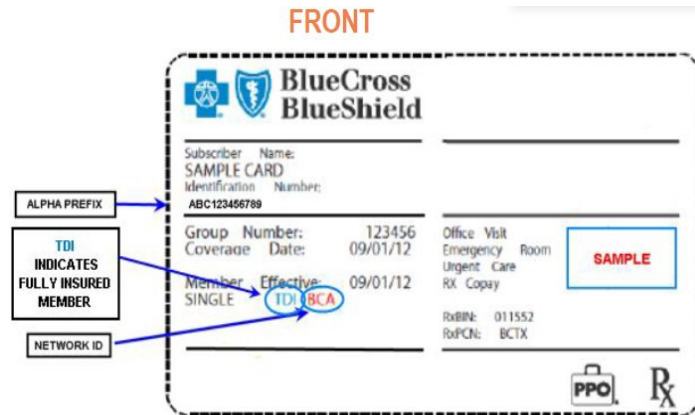 FRONT
BlueCross
BlueShield
Subscriber Name:
SAMPLE CARD
Identification Number:
ALPHA PREFIX
ABC123456789
Group Number: 123456
Coverage Date: 09/01/12
Member Effective: 09/01/12
SINGLE TDI BCA
TDI
INDICATES
FULLY INSURED
MEMBER
NETWORK ID
Office Visit
Emergency Room
Urgent Care
RX Copay
SAMPLE
RxBIN: 011552
RxPCN: BCTX
PPO
Rx